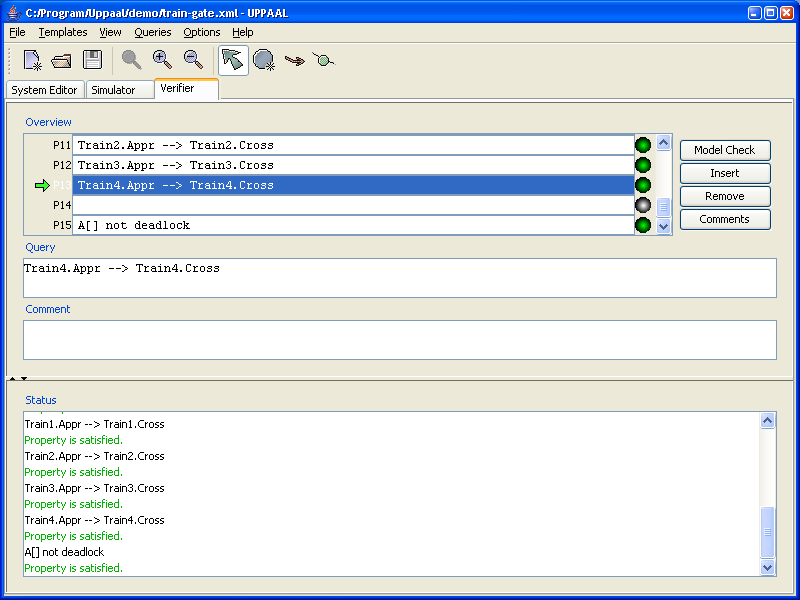 C:/Program/Uppaal/demo/train-gate.xml - UPPAAL
File Templates View Queries Options Help
System Editor Simulator Verifier
Overview
P11 Train2.Appr --> Train2.Cross
P12 Train3.Appr --> Train3.Cross
P13 Train4.Appr --> Train4.Cross
P14
P15 A[] not deadlock
Model Check
Insert
Remove
Comments
Query
Train4.Appr --> Train4.Cross
Comment
Status
Train1.Appr --> Train1.Cross
Property is satisfied.
Train2.Appr --> Train2.Cross
Property is satisfied.
Train3.Appr --> Train3.Cross
Property is satisfied.
Train4.Appr --> Train4.Cross
Property is satisfied.
A[] not deadlock
Property is satisfied.